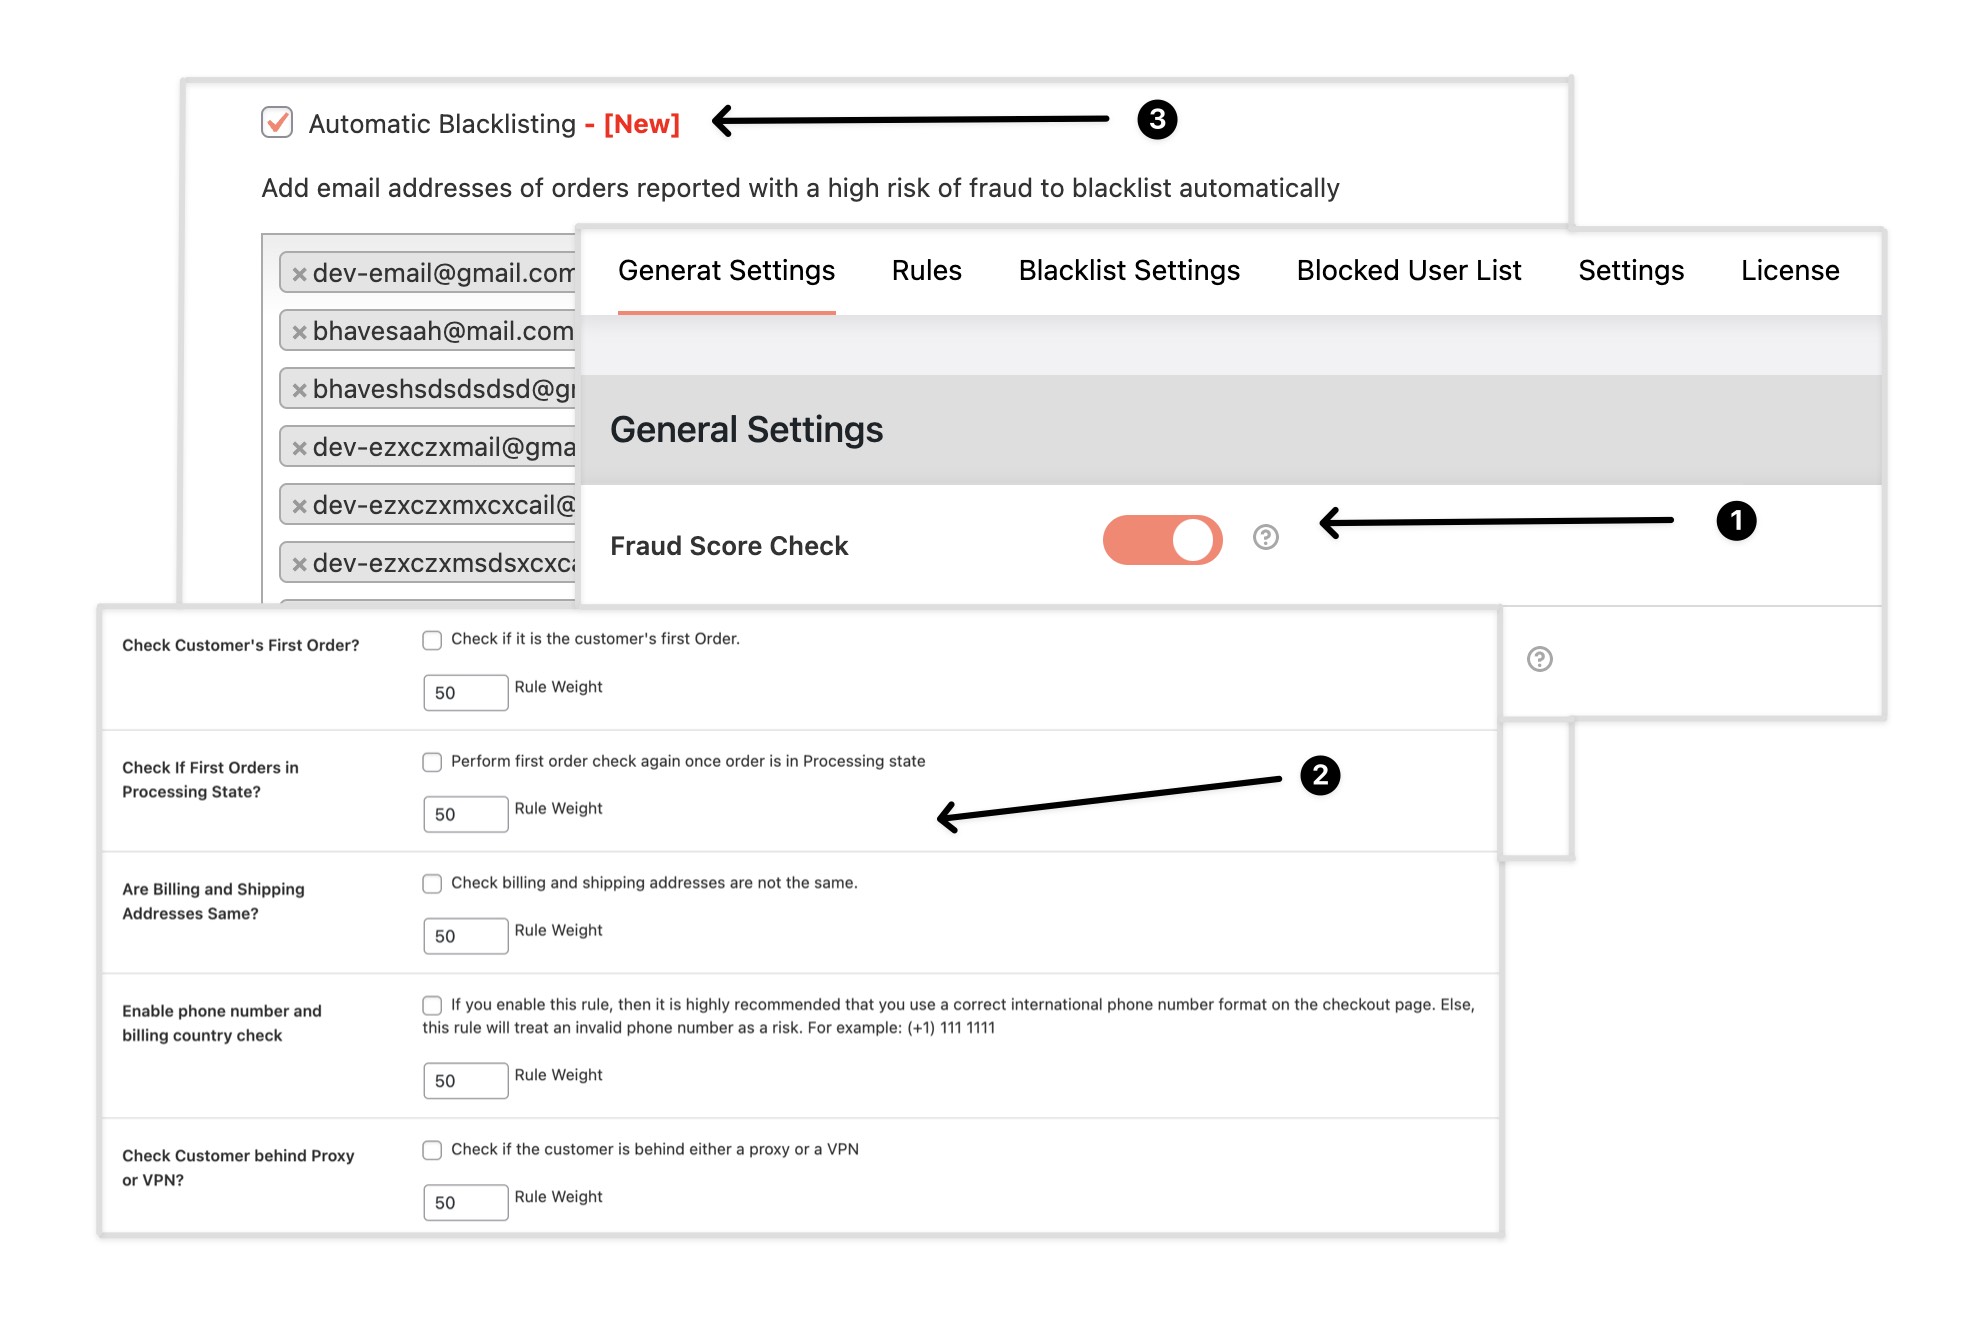 Automatic Blacklisting - [New]
3
Add email addresses of orders reported with a high risk of fraud to blacklist automatically
× dev-email@gmail.com
× bhavesaah@mail.com
× bhaveshsdsdsdsd@g
× dev-ezxczxmail@gma
× dev-ezxczxmxcxcail@
× dev-ezxczxmsdsxcxca
Generat Settings
Rules
Blacklist Settings
Blocked User List
Settings
License
General Settings
Fraud Score Check
?
1
?
Check Customer's First Order?
Check if it is the customer's first Order.
50
Rule Weight
Check If First Orders in
Processing State?
Perform first order check again once order is in Processing state
50
Rule Weight
2
Are Billing and Shipping
Addresses Same?
Check billing and shipping addresses are not the same.
50
Rule Weight
Enable phone number and
billing country check
If you enable this rule, then it is highly recommended that you use a correct international phone number format on the checkout page. Else,
this rule will treat an invalid phone number as a risk. For example: (+1) 111 1111
50
Rule Weight
Check Customer behind Proxy
or VPN?
Check if the customer is behind either a proxy or a VPN
50
Rule Weight